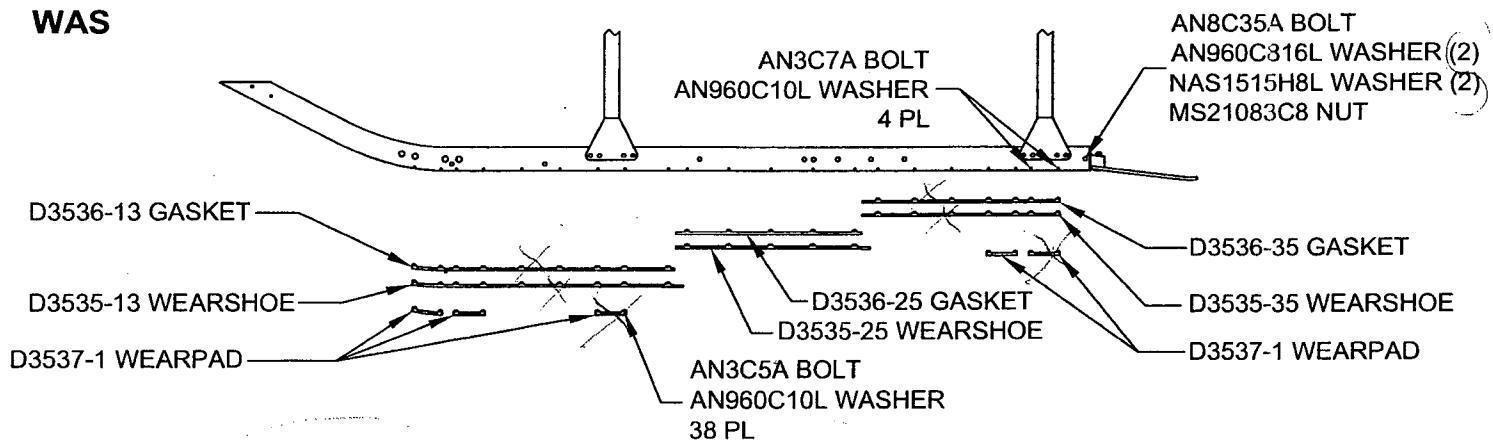 WAS
AN8C35A BOLT
AN960C816L WASHER (2)
NAS1515H8L WASHER (2)
MS21083C8 NUT
AN3C7A BOLT
AN960C10L WASHER
4 PL
D3536-13 GASKET
D3535-13 WEARSHOE
D3537-1 WEARPAD
D3536-25 GASKET
D3535-25 WEARSHOE
D3536-35 GASKET
D3535-35 WEARSHOE
D3537-1 WEARPAD
AN3C5A BOLT
AN960C10L WASHER
38 PL